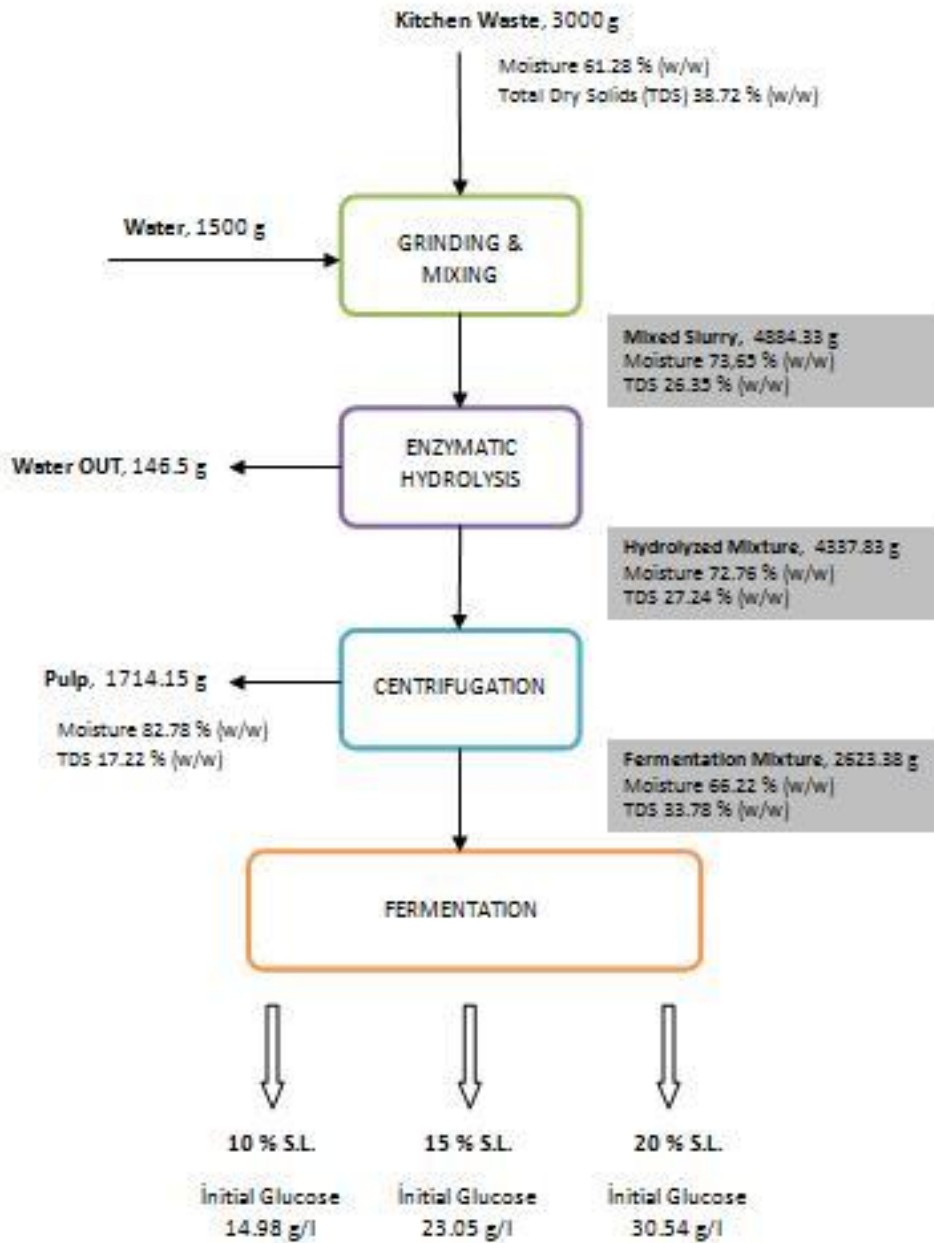 Kitchen Waste, 3000 g
Moisture 61.28 % (w/w)
Total Dry Solids (TDS) 38.72 % (w/w)
Water, 1500 g
GRINDING &
MIXING
Mixed Slurry, 4884.33 g
Moisture 73,65 % (w/w)
TDS 26.35 % (w/w)
Water OUT, 146.5 g
ENZYMATIC
HYDROLYSIS
Hydrolyzed Mixture, 4337.83 g
Moisture 72.76 % (w/w)
TDS 27.24 % (w/w)
Pulp, 1714.15 g
Moisture 82.78 % (w/w)
TDS 17.22 % (w/w)
CENTRIFUGATION
Fermentation Mixture, 2623.38 g
Moisture 66.22 % (w/w)
TDS 33.78 % (w/w)
FERMENTATION
10 % S.L.
İnitial Glucose
14.98 g/l
15 % S.L.
İnitial Glucose
23.05 g/l
20 % S.L.
İnitial Glucose
30.54 g/l